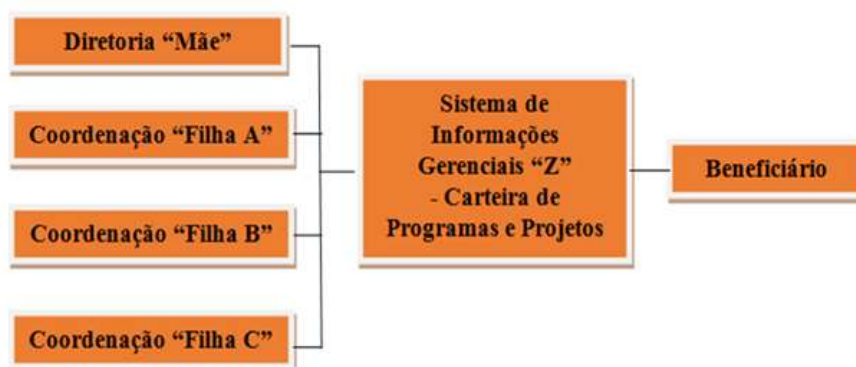 Diretoria “Mãe”
Coordenação “Filha A”
Coordenação “Filha B”
Coordenação “Filha C”
Sistema de
Informações
Gerenciais “Z”
- Carteira de
Programas e Projetos
Beneficiário